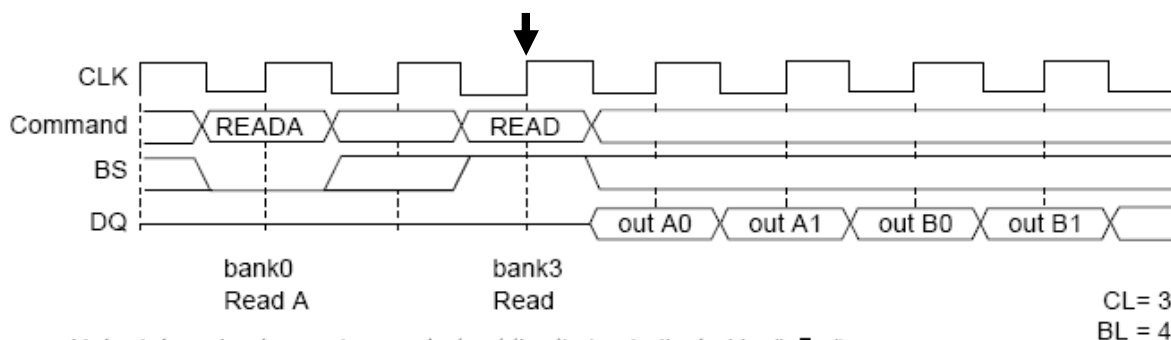 CLK
Command READA READ
BS
DQ out A0 out A1 out B0 out B1
bank0 bank3
Read A Read
CL= 3
BL = 4